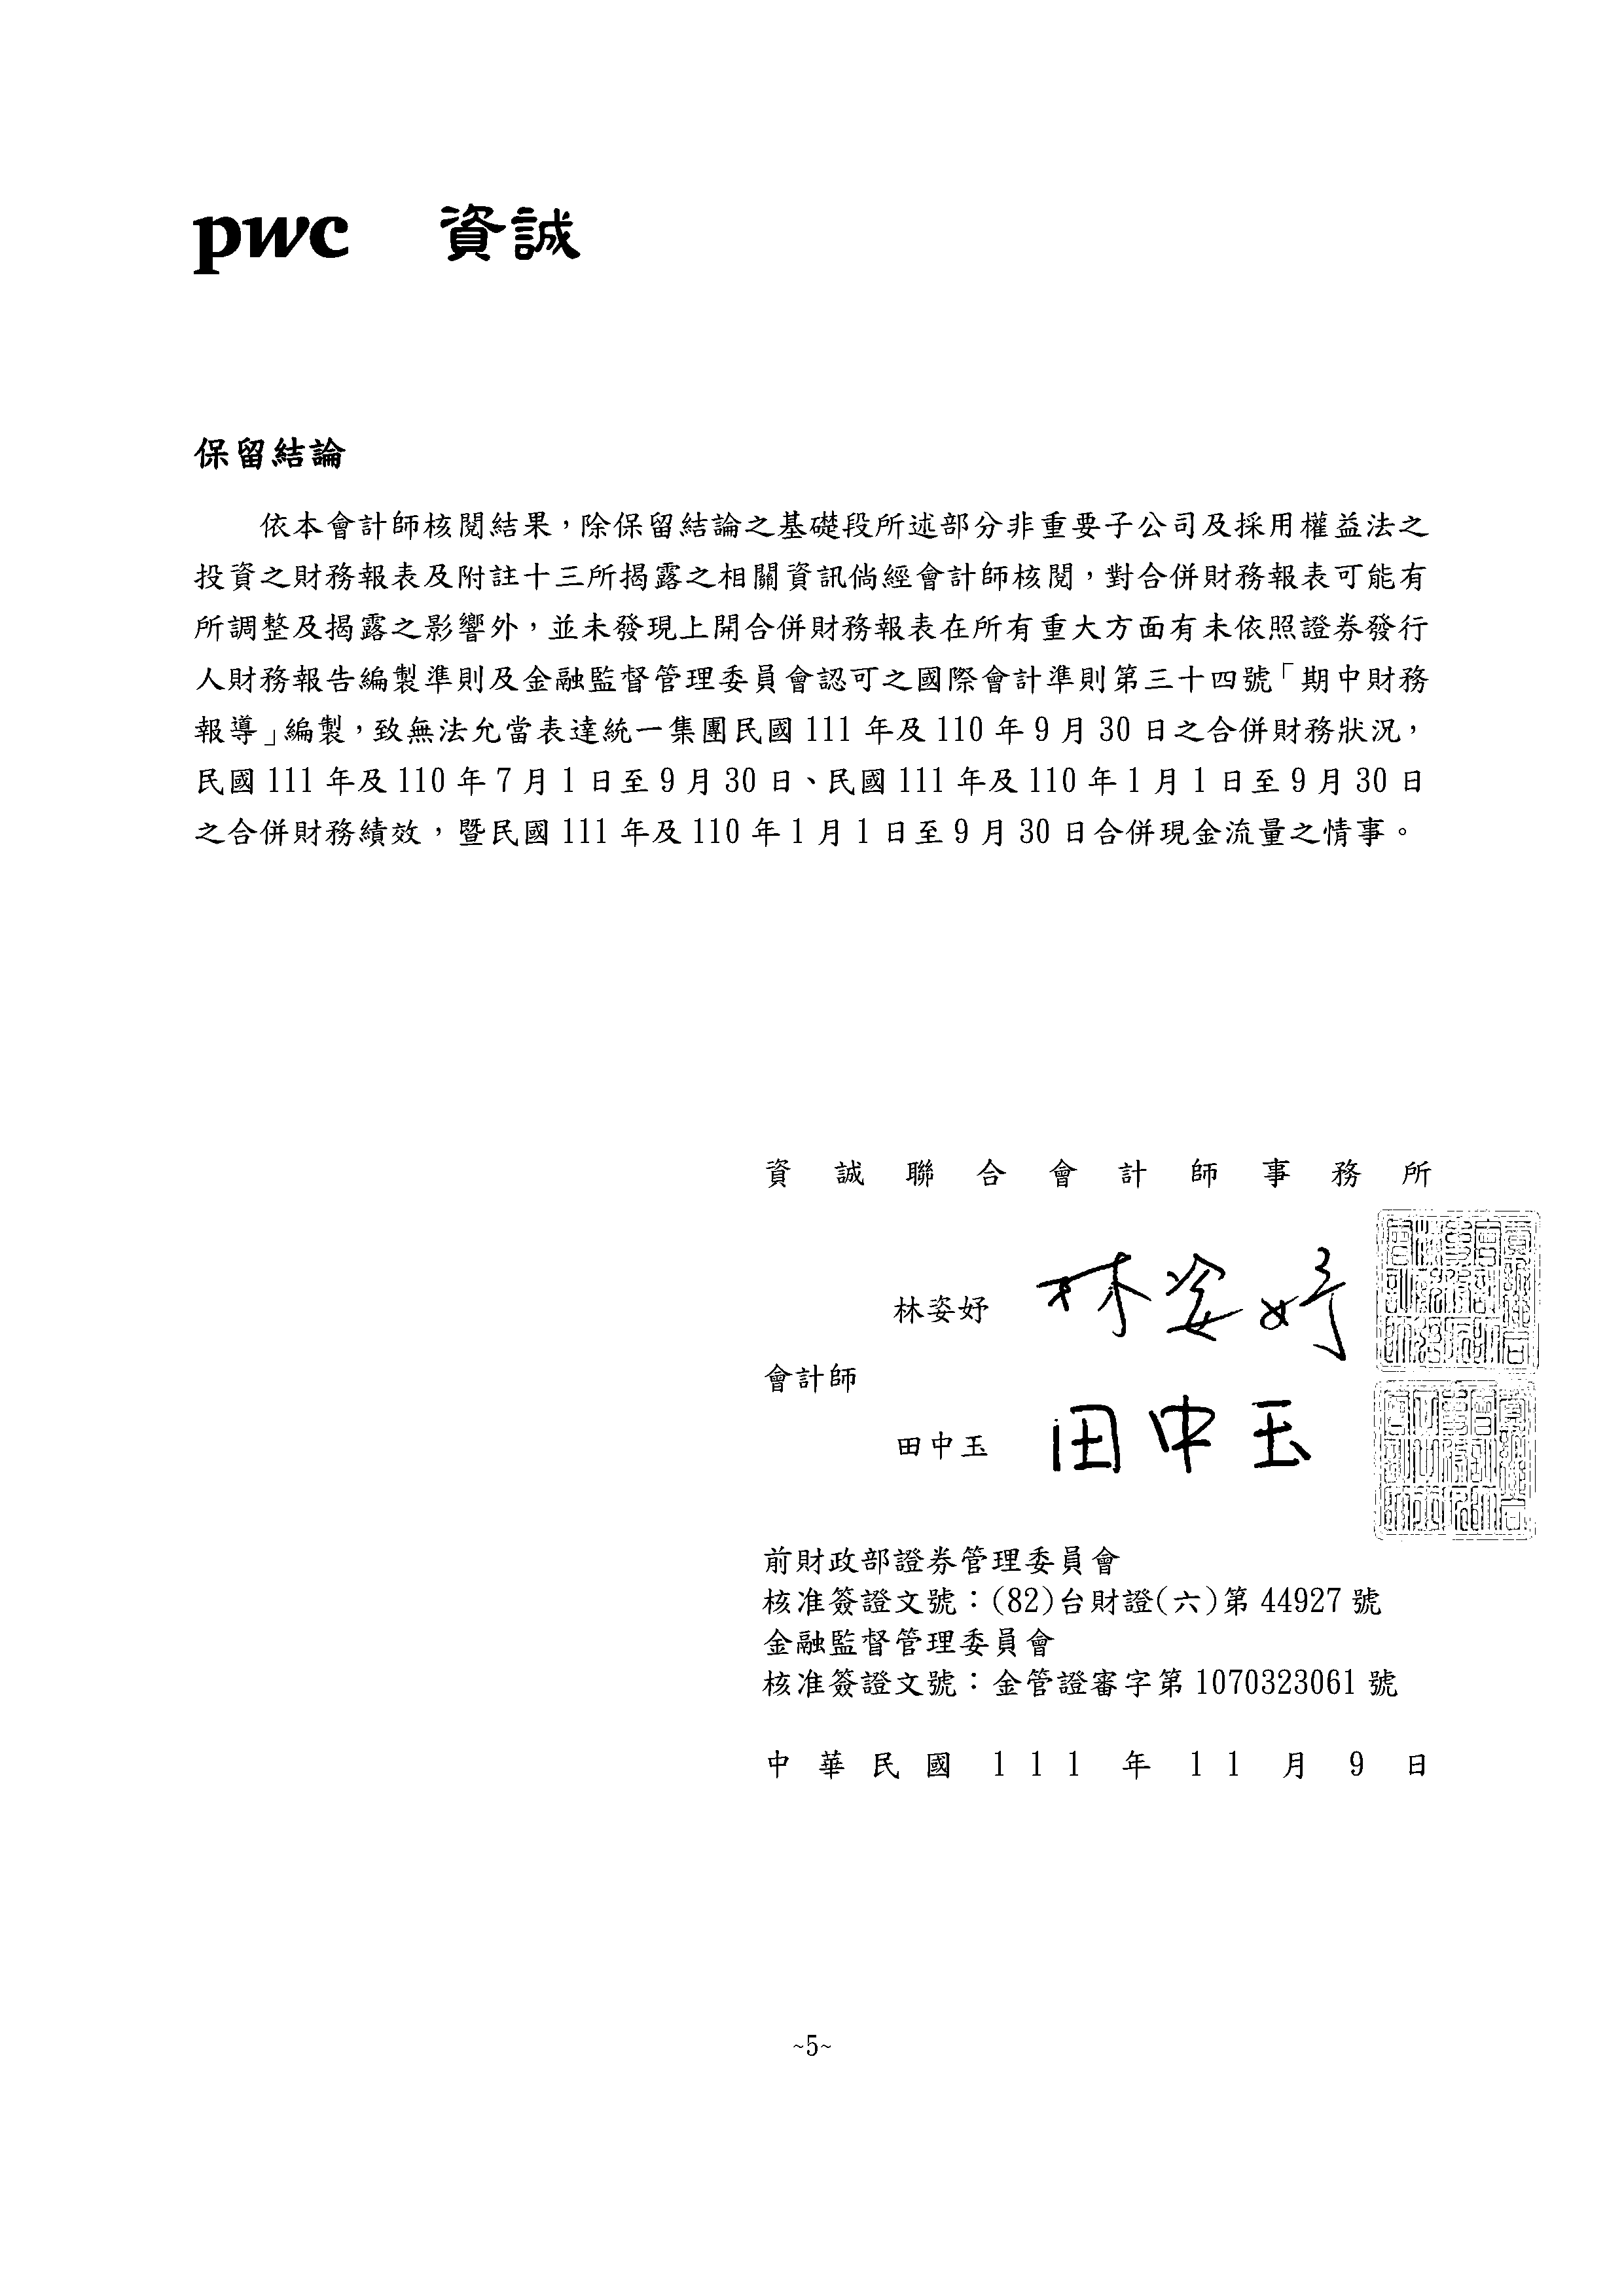 pwc 資誠
保留結論
依本會計師核閱結果，除保留結論之基礎段所述部分非重要子公司及採用權益法之
投資之財務報表及附註十三所揭露之相關資訊倘經會計師核閱，對合併財務報表可能有
所調整及揭露之影響外，並未發現上開合併財務報表在所有重大方面有未依照證券發行
人財務報告編製準則及金融監督管理委員會認可之國際會計準則第三十四號「期中財務
報導」編製，致無法允當表達統一集團民國 111 年及 110 年 9 月 30 日之合併財務狀況，
民國 111 年及 110 年 7 月 1 日至 9 月 30 日、民國 111 年及 110 年 1 月 1 日至 9 月 30 日
之合併財務績效，暨民國 111 年及 110 年 1 月 1 日至 9 月 30 日合併現金流量之情事。
資 誠 聯 合 會 計 師 事 務 所
林姿妤 林姿妤
會計師
田中玉 田中玉
前財政部證券管理委員會
核准簽證文號：(82)台財證(六)第 44927 號
金融監督管理委員會
核准簽證文號：金管證審字第 1070323061 號
中 華 民 國 1 1 1 年 1 1 月 9 日
~5~